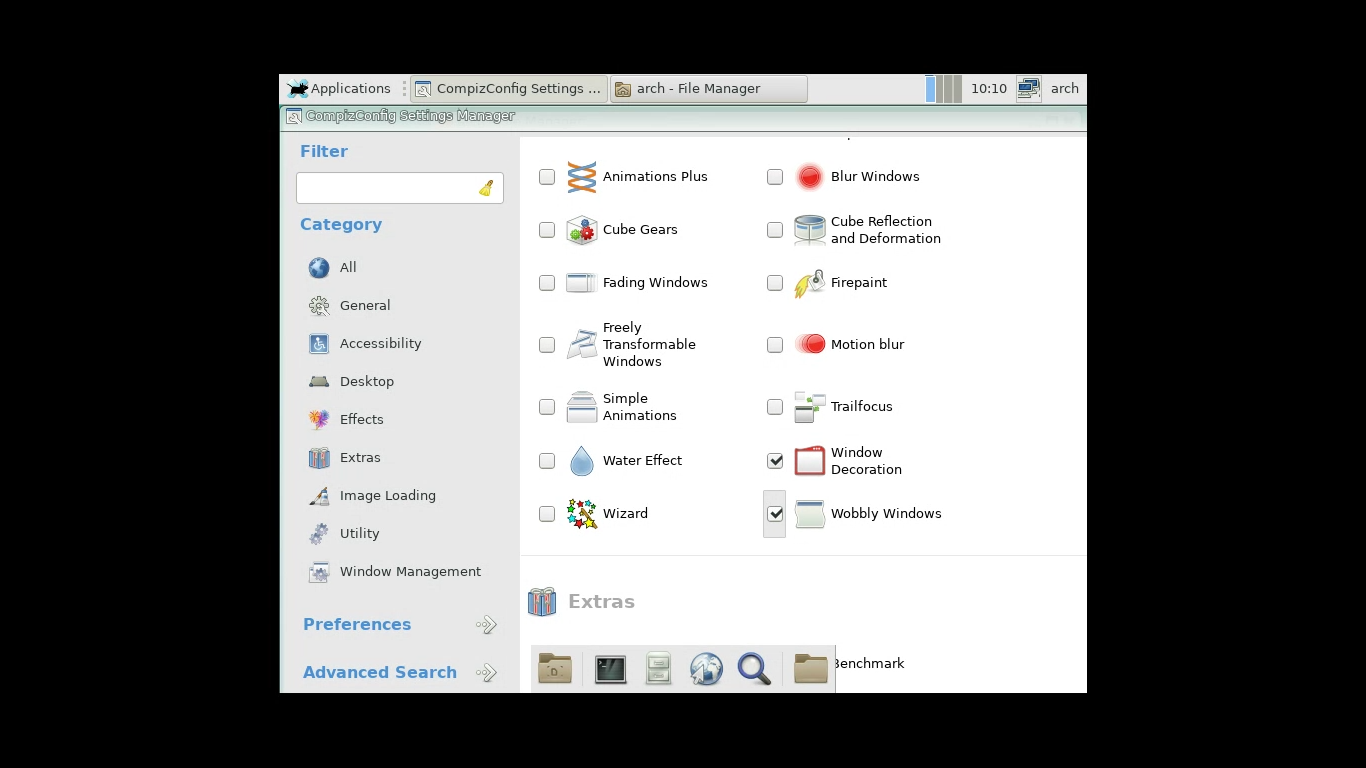 Applications
CompizConfig Settings ...
arch - File Manager
10:10
arch
CompizConfig Settings Manager
Filter
Category
All
General
Accessibility
Desktop
Effects
Extras
Image Loading
Utility
Window Management
Preferences
Advanced Search
Animations Plus
Blur Windows
Cube Gears
Cube Reflection
and Deformation
Fading Windows
Firepaint
Freely
Transformable
Windows
Motion blur
Simple
Animations
Trailfocus
Water Effect
Window
Decoration
Wizard
Wobbly Windows
Extras
Benchmark